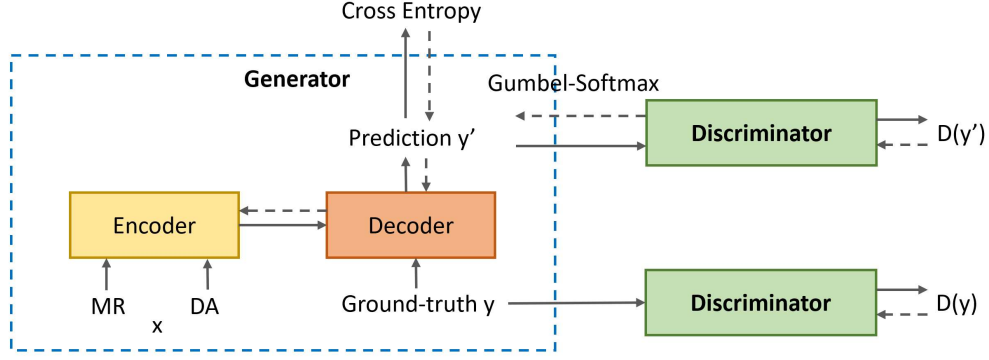 Cross Entropy
Generator
Gumbel-Softmax
Prediction y’
Discriminator
D(y’)
Encoder
Decoder
MR
DA
x
Ground-truth y
Discriminator
D(y)